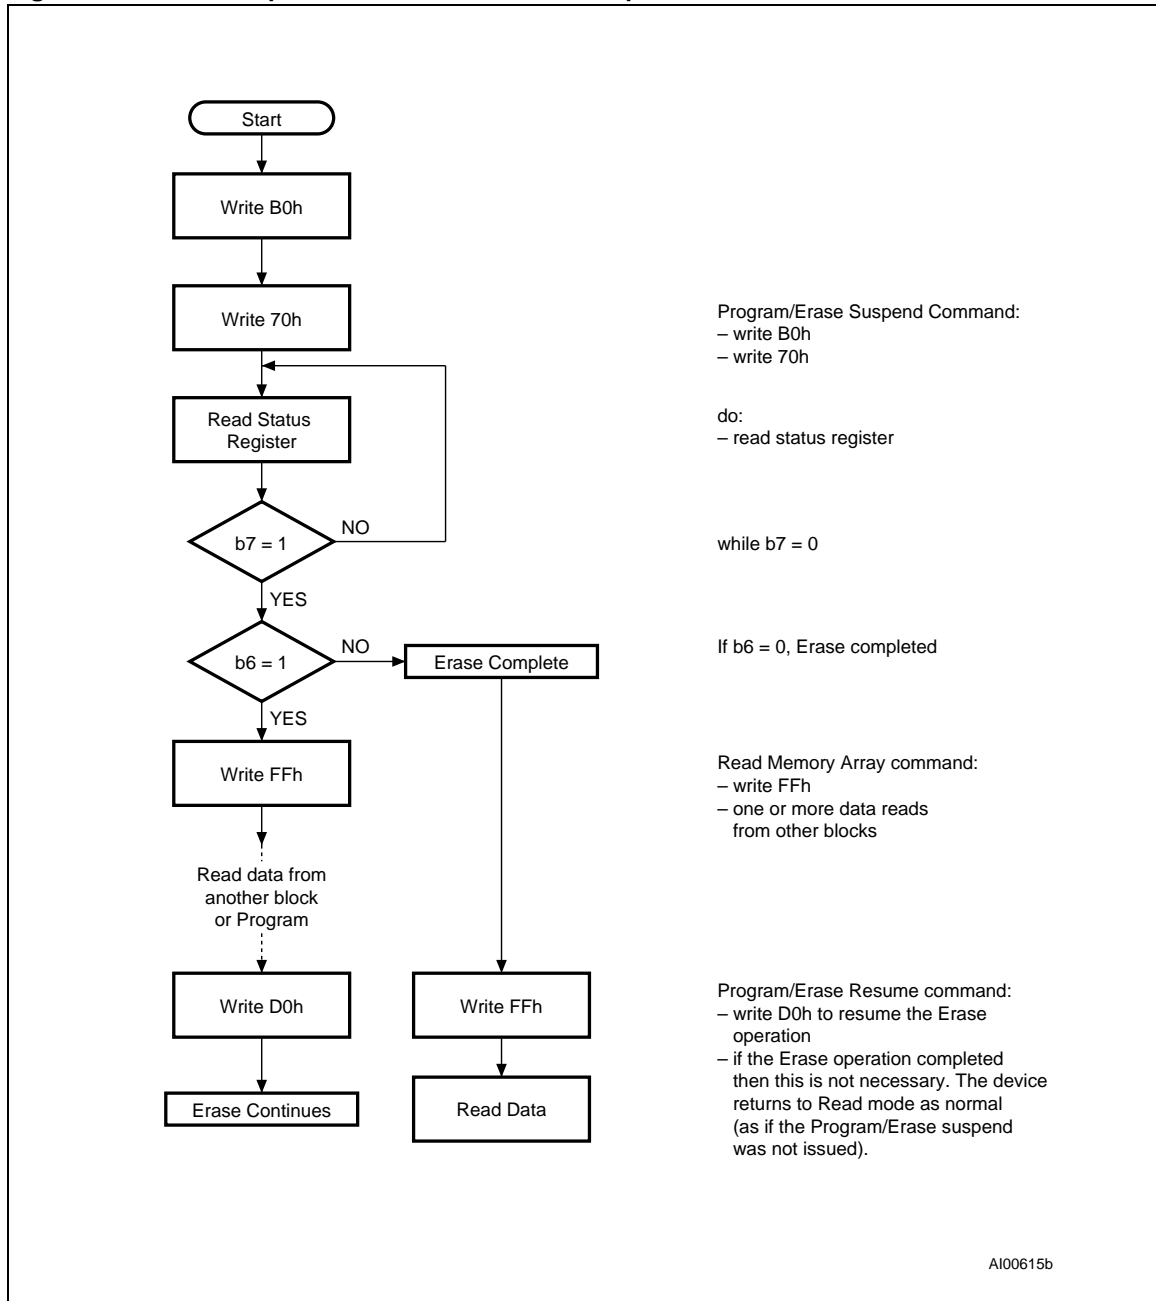 Start
Write B0h
Write 70h
Read Status
Register
NO
b7 = 1
YES
NO
b6 = 1
Erase Complete
YES
Write FFh
Read data from
another block
or Program
Write D0h
Write FFh
Erase Continues
Read Data
Program/Erase Suspend Command:
– write B0h
– write 70h
do:
– read status register
while b7 = 0
If b6 = 0, Erase completed
Read Memory Array command:
– write FFh
– one or more data reads
from other blocks
Program/Erase Resume command:
– write D0h to resume the Erase
operation
– if the Erase operation completed
then this is not necessary. The device
returns to Read mode as normal
(as if the Program/Erase suspend
was not issued).
AI00615b